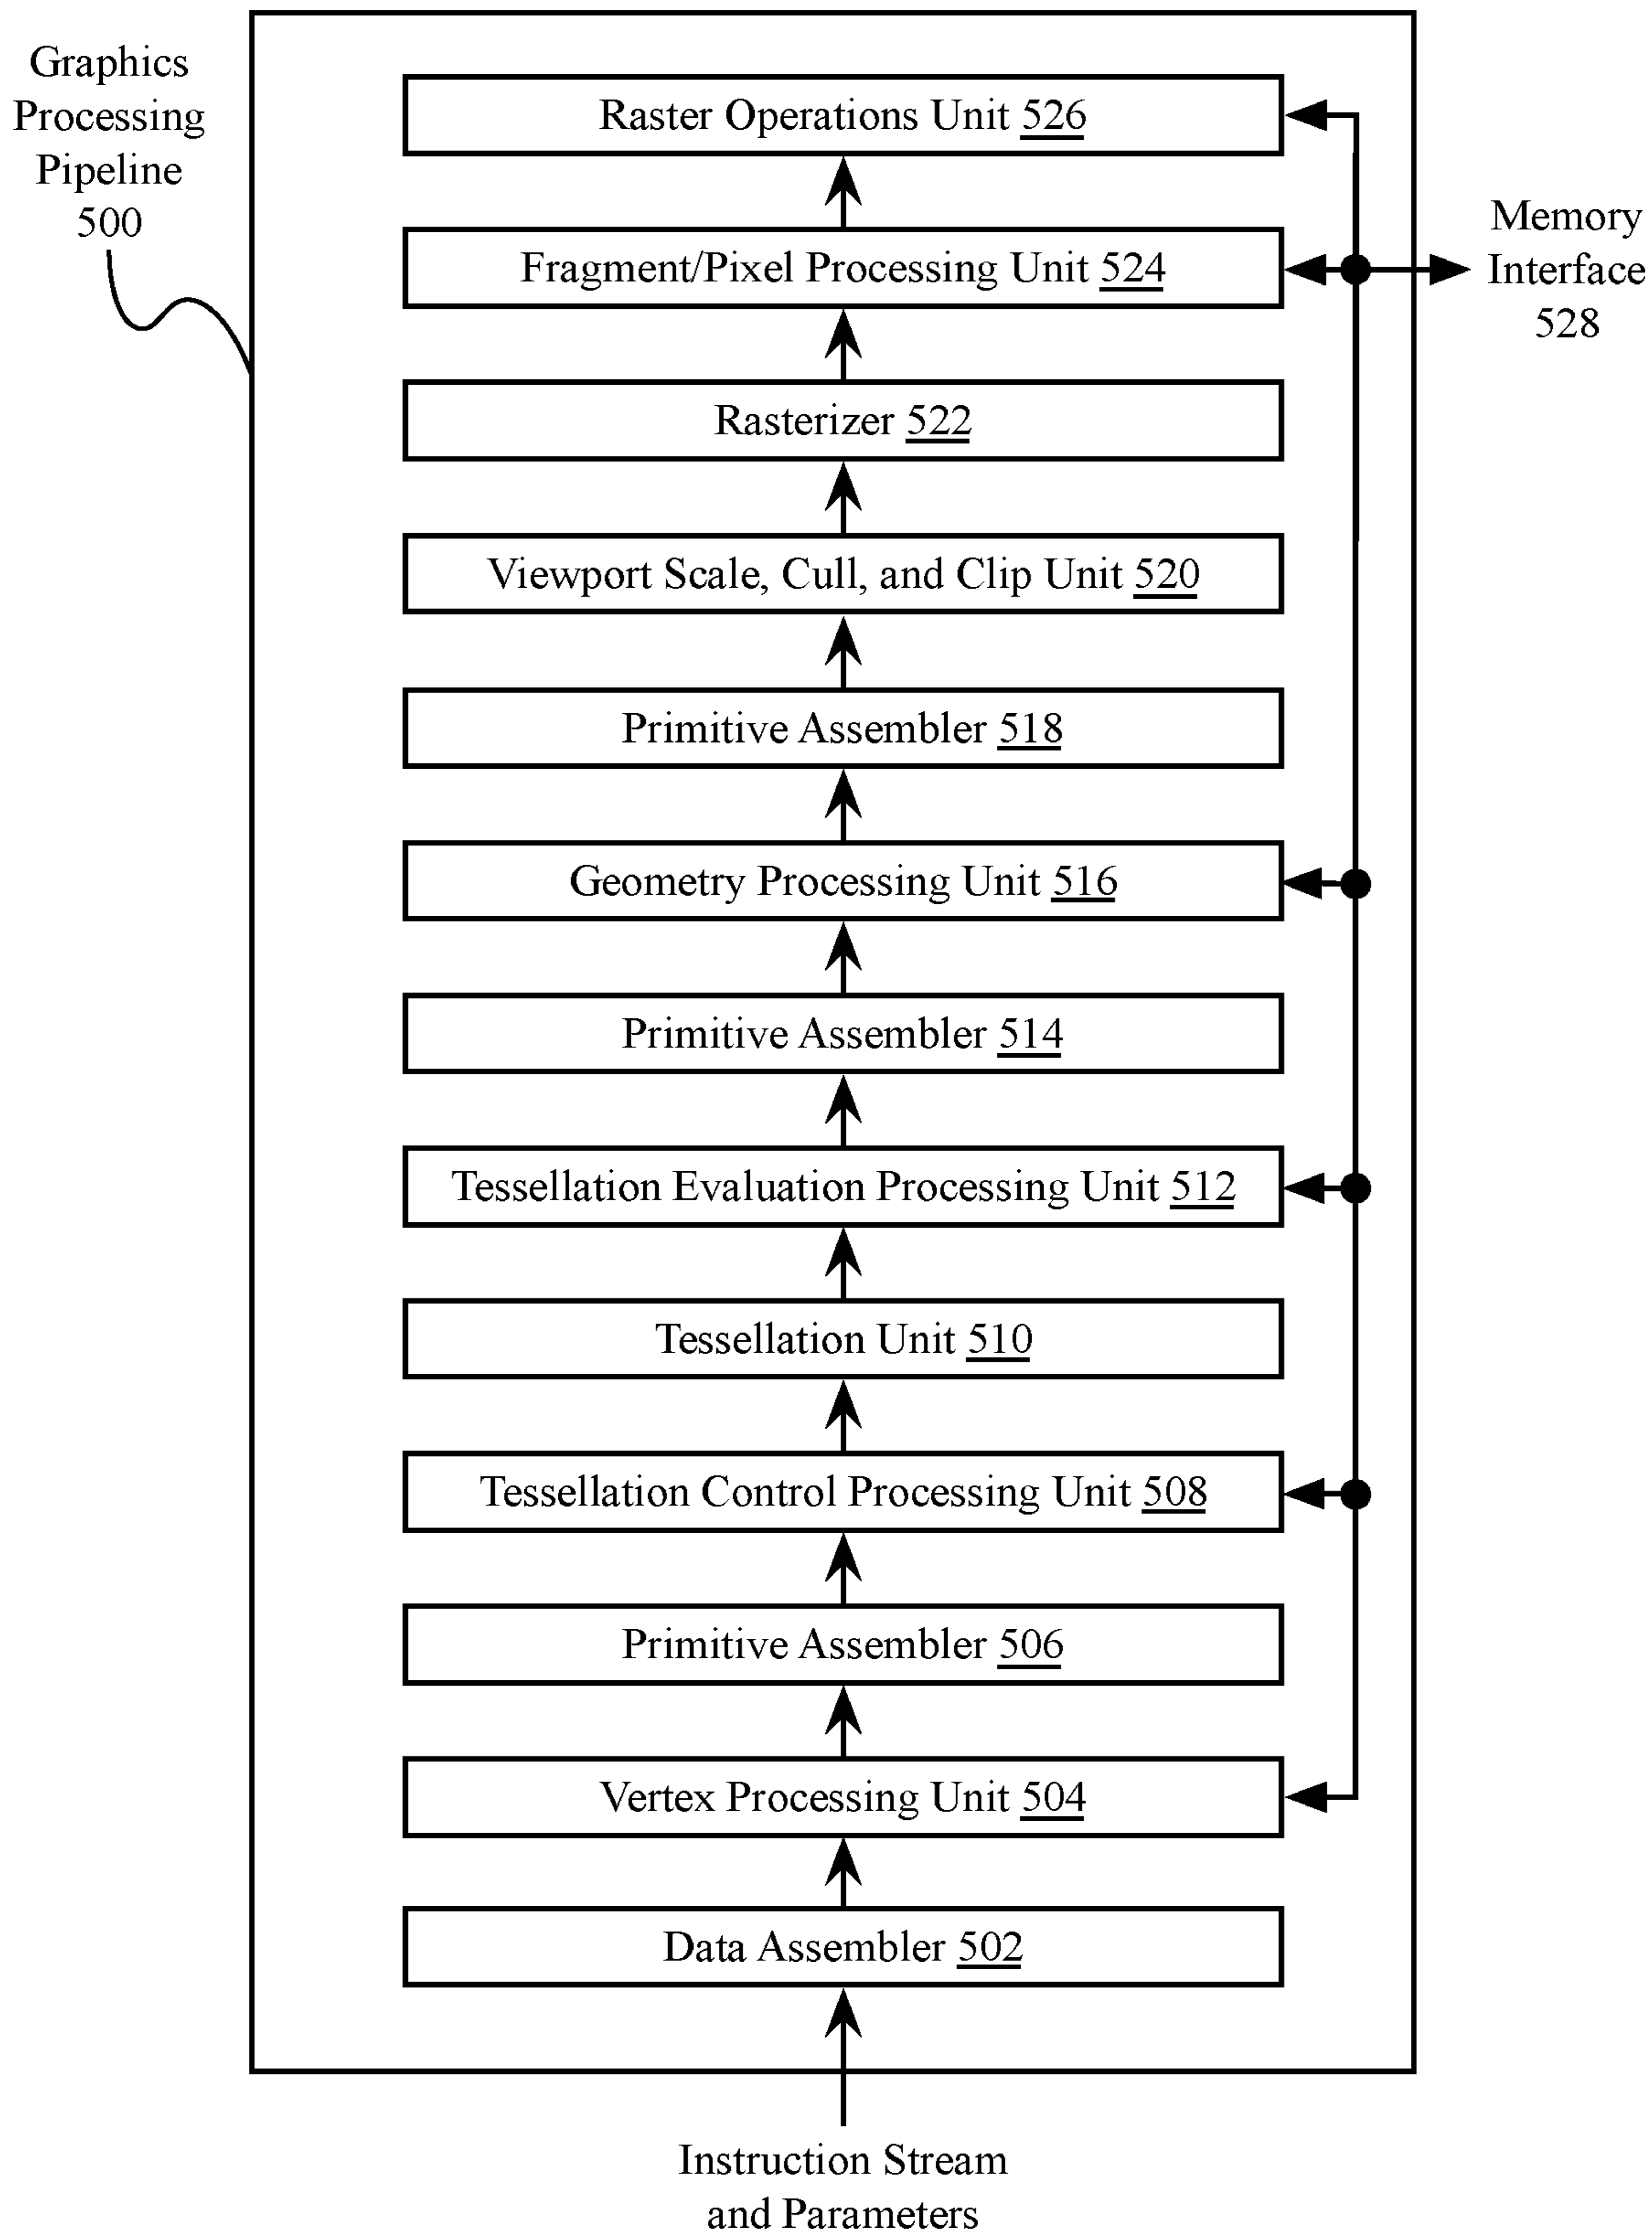 Graphics
Processing
Pipeline
500
Raster Operations Unit 526
Fragment/Pixel Processing Unit 524
Memory
Interface
528
Rasterizer 522
Viewport Scale, Cull, and Clip Unit 520
Primitive Assembler 518
Geometry Processing Unit 516
Primitive Assembler 514
Tessellation Evaluation Processing Unit 512
Tessellation Unit 510
Tessellation Control Processing Unit 508
Primitive Assembler 506
Vertex Processing Unit 504
Data Assembler 502
Instruction Stream
and Parameters